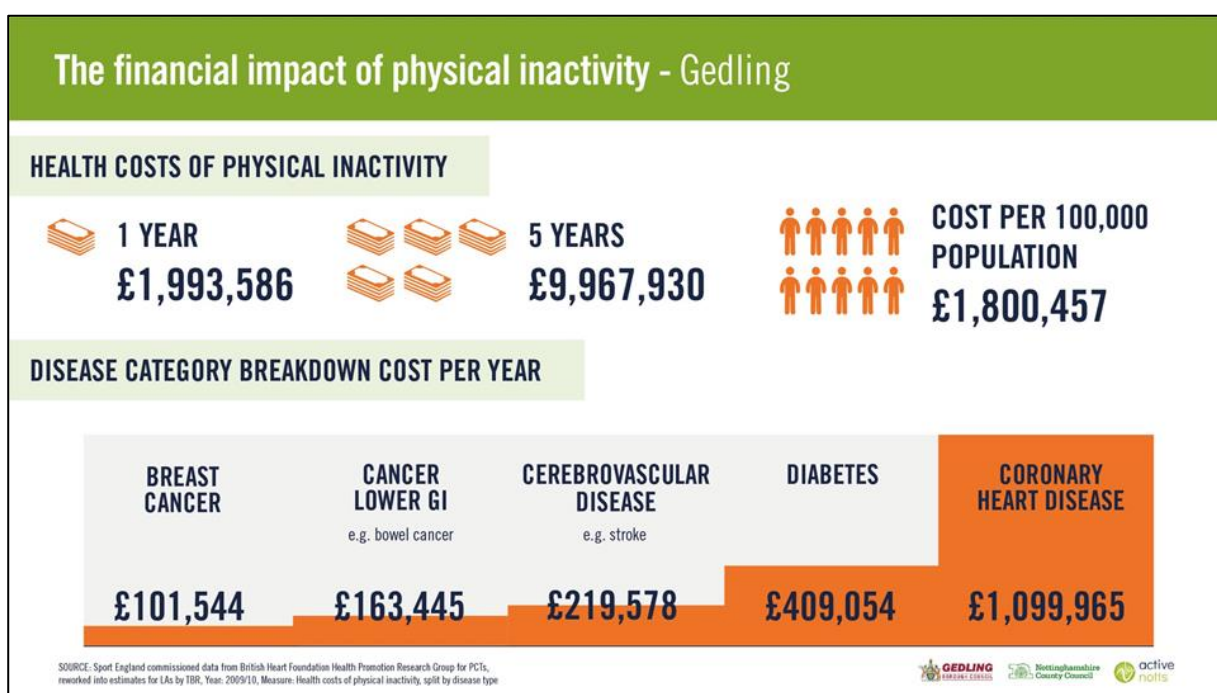 The financial impact of physical inactivity - Gedling
HEALTH COSTS OF PHYSICAL INACTIVITY
1 YEAR
£1,993,586
5 YEARS
£9,967,930
COST PER 100,000
POPULATION
£1,800,457
DISEASE CATEGORY BREAKDOWN COST PER YEAR
BREAST
CANCER
£101,544
CANCER
LOWER GI
e.g. bowel cancer
£163,445
CEREBROVASCULAR
DISEASE
e.g. stroke
£219,578
DIABETES
£409,054
CORONARY
HEART DISEASE
£1,099,965
SOURCE: Sport England commissioned data from British Heart Foundation Health Promotion Research Group for PCTs,
reworked into estimates for LAs by TBR, Year: 2009/10, Measure: Health costs of physical inactivity, split by disease type
GEDLING
BOROUGH COUNCIL
Nottinghamshire
County Council
active
notts